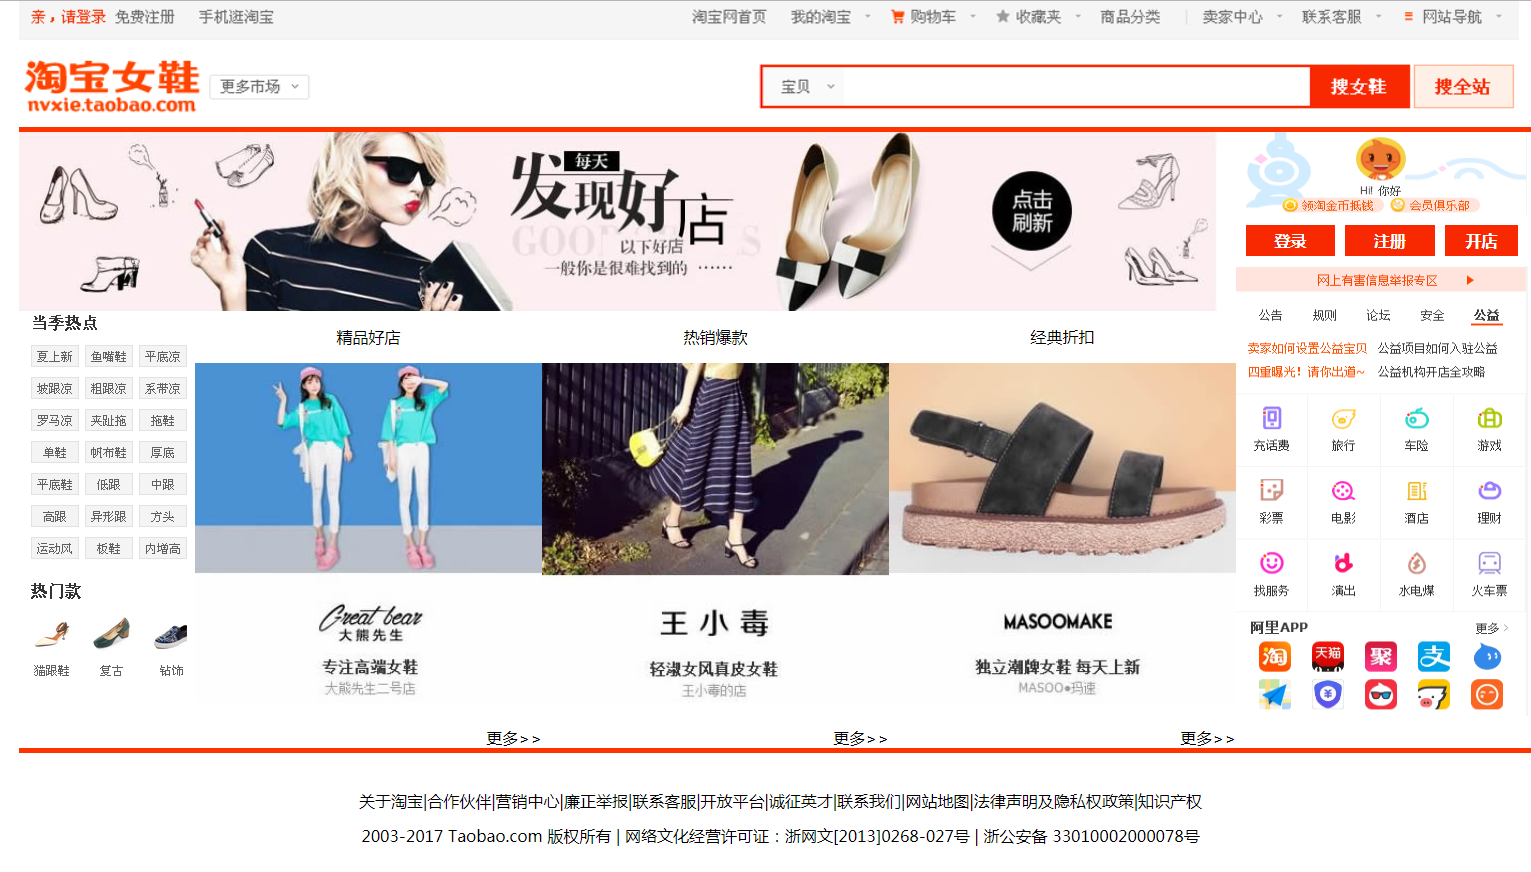 亲，请登录 免费注册 手机逛淘宝 淘宝网首页 我的淘宝 购物车 收藏夹 商品分类 卖家中心 联系客服 网站导航
淘宝女鞋
nvxie.taobao.com
更多市场 宝贝 搜女鞋 搜全站
每天
发现好店
GOOD
以下好店
一般你是很难找到的 ……
点击
刷新
Hi! 你好
领淘金币抵钱 会员俱乐部
登录 注册 开店
网上有害信息举报专区
公告 规则 论坛 安全 公益
卖家如何设置公益宝贝 公益项目如何入驻公益
四重曝光！请你出道~ 公益机构开店全攻略
充话费 旅行 车险 游戏
彩票 电影 酒店 理财
找服务 演出 水电煤 火车票
阿里APP 更多
淘 天猫 聚 支
当季热点
夏上新 鱼嘴鞋 平底凉
坡跟凉 粗跟凉 系带凉
罗马凉 夹趾拖 拖鞋
单鞋 帆布鞋 厚底
平底鞋 低跟 中跟
高跟 异形跟 方头
运动风 板鞋 内增高
热门款
猫跟鞋 复古 钻饰
精品好店 热销爆款 经典折扣
Great bear
大熊先生
专注高端女鞋
大熊先生二号店
王小毒
轻淑女风真皮女鞋
王小毒的店
MASOOMAKE
独立潮牌女鞋 每天上新
MASOO●玛速
更多>> 更多>> 更多>>
关于淘宝|合作伙伴|营销中心|廉正举报|联系客服|开放平台|诚征英才|联系我们|网站地图|法律声明及隐私权政策|知识产权
2003-2017 Taobao.com 版权所有 | 网络文化经营许可证：浙网文[2013]0268-027号 | 浙公安备 33010002000078号